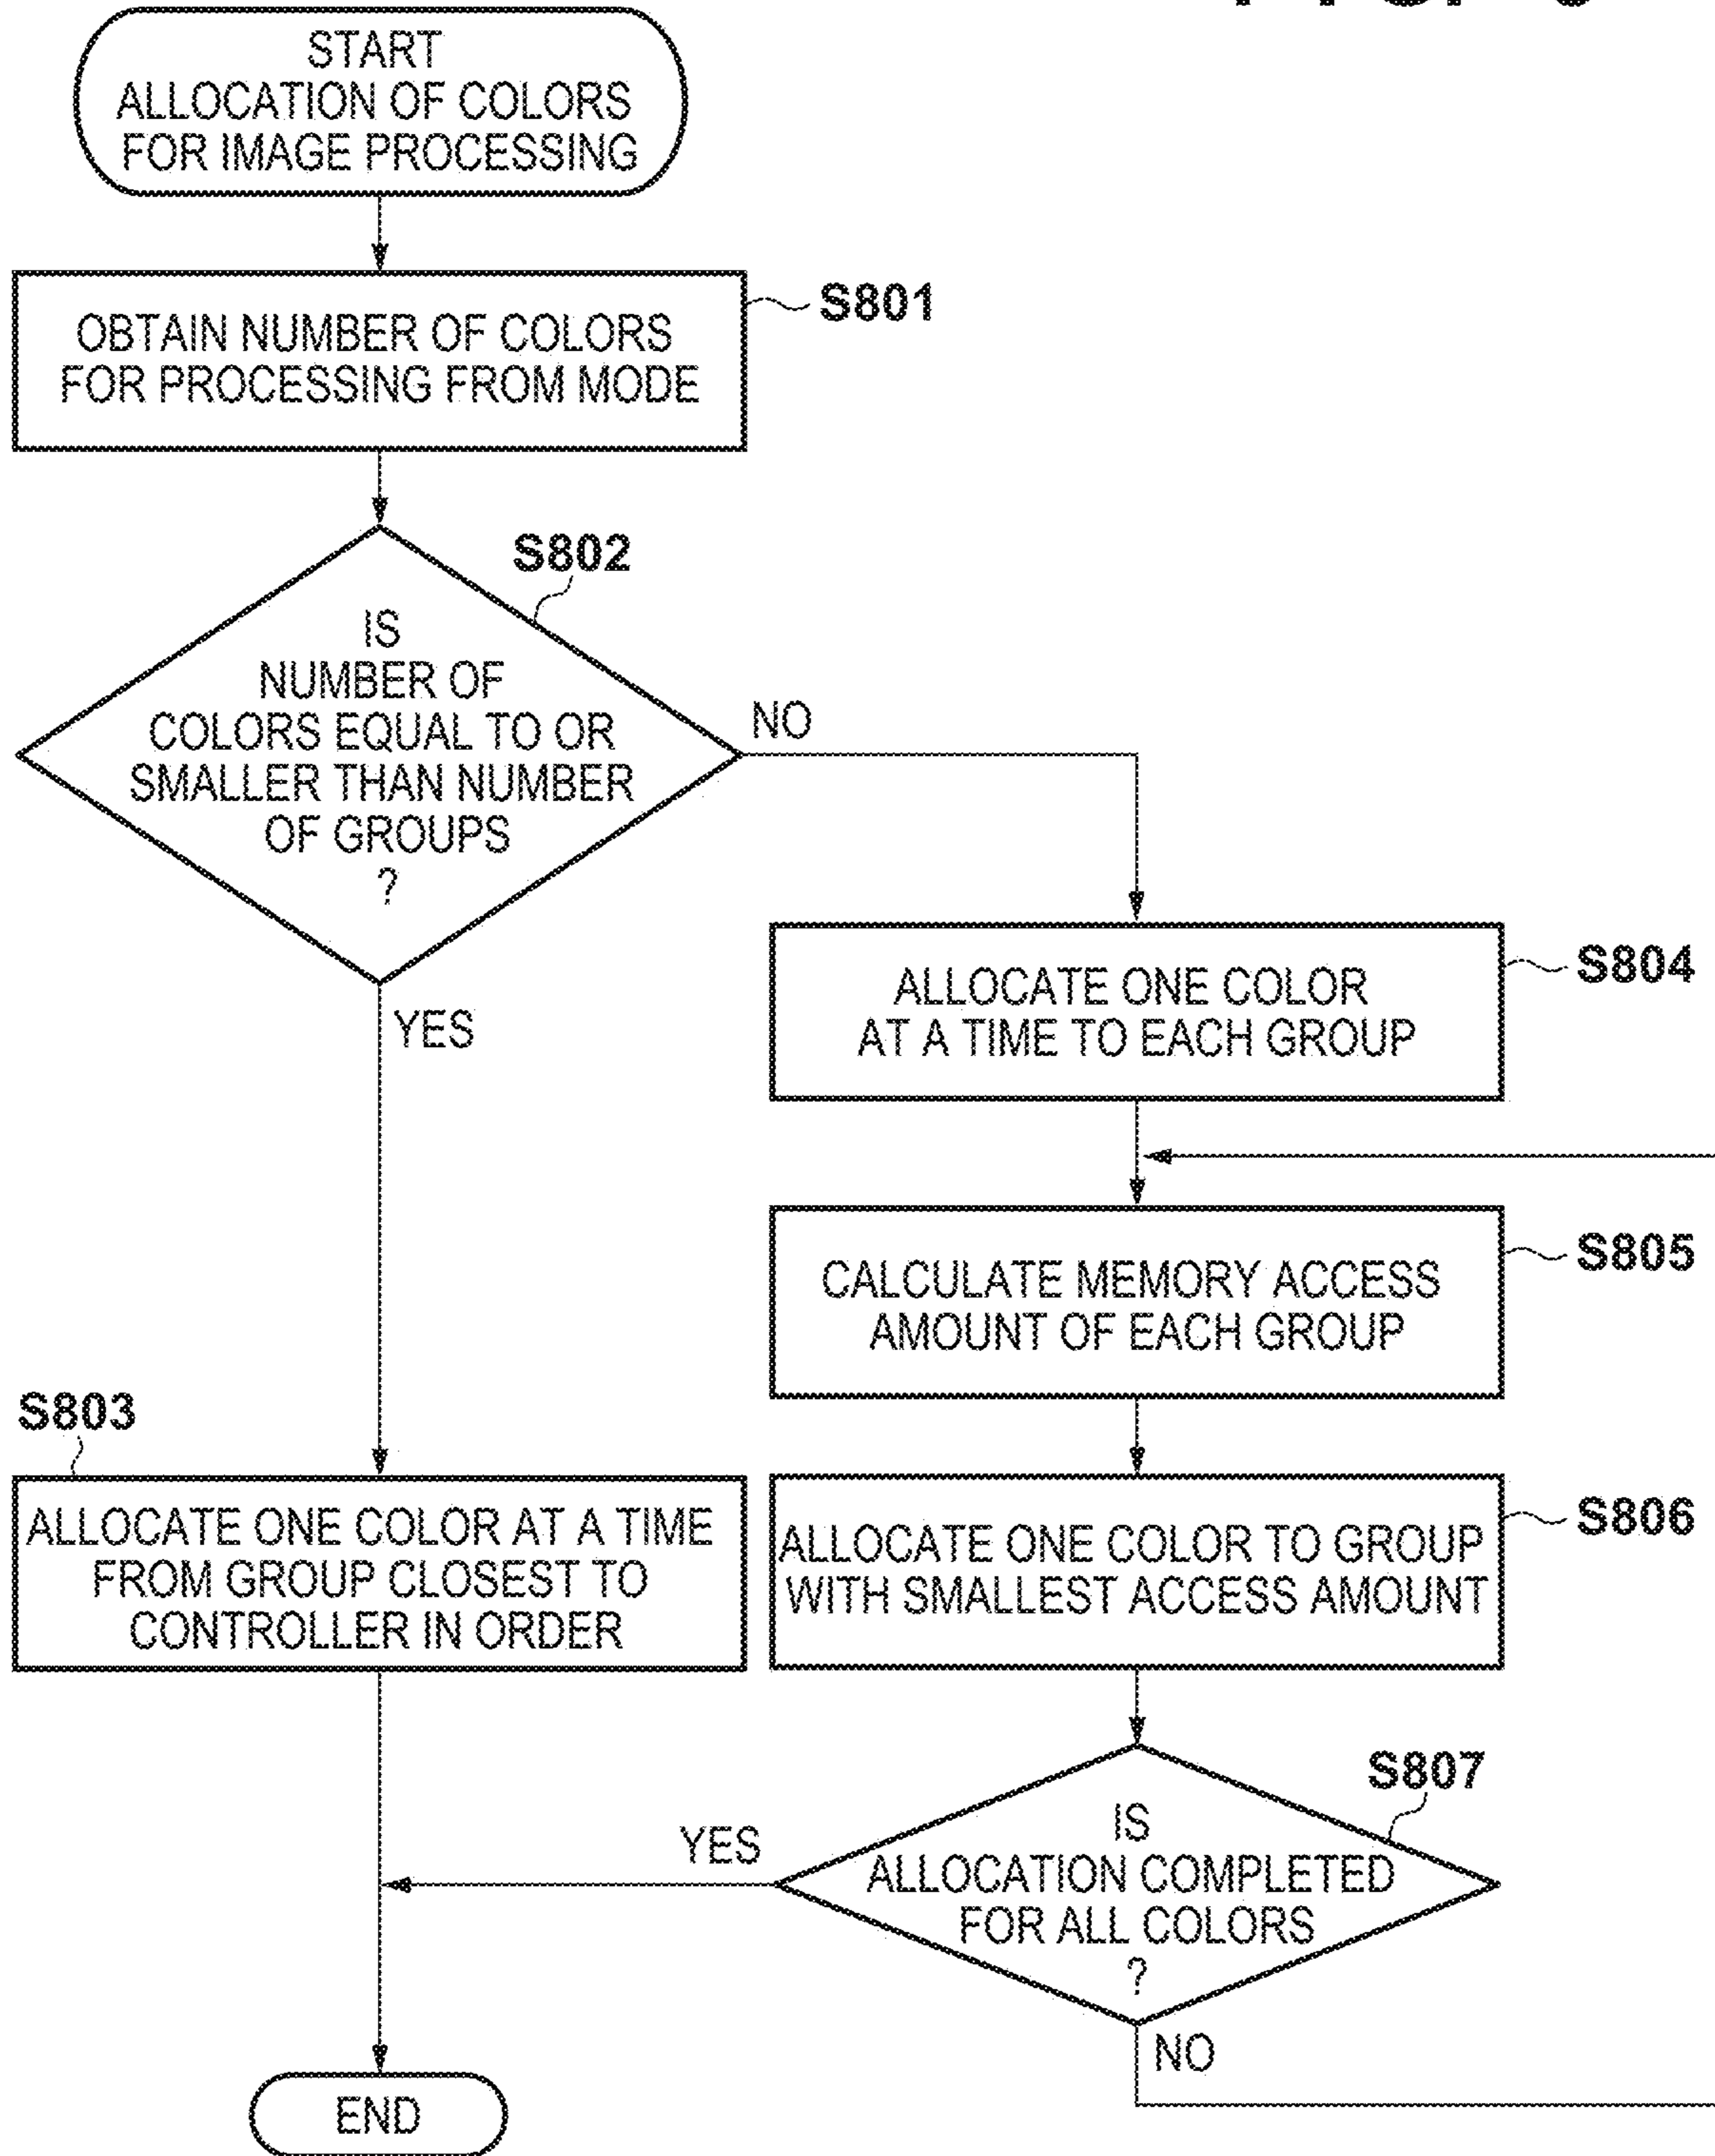 START
ALLOCATION OF COLORS
FOR IMAGE PROCESSING
S801
OBTAIN NUMBER OF COLORS
FOR PROCESSING FROM MODE
S802
IS
NUMBER OF
COLORS EQUAL TO OR
SMALLER THAN NUMBER
OF GROUPS
?
NO
YES
S804
ALLOCATE ONE COLOR
AT A TIME TO EACH GROUP
S805
CALCULATE MEMORY ACCESS
AMOUNT OF EACH GROUP
S803
ALLOCATE ONE COLOR AT A TIME
FROM GROUP CLOSEST TO
CONTROLLER IN ORDER
S806
ALLOCATE ONE COLOR TO GROUP
WITH SMALLEST ACCESS AMOUNT
S807
IS
ALLOCATION COMPLETED
FOR ALL COLORS
?
YES
NO
END